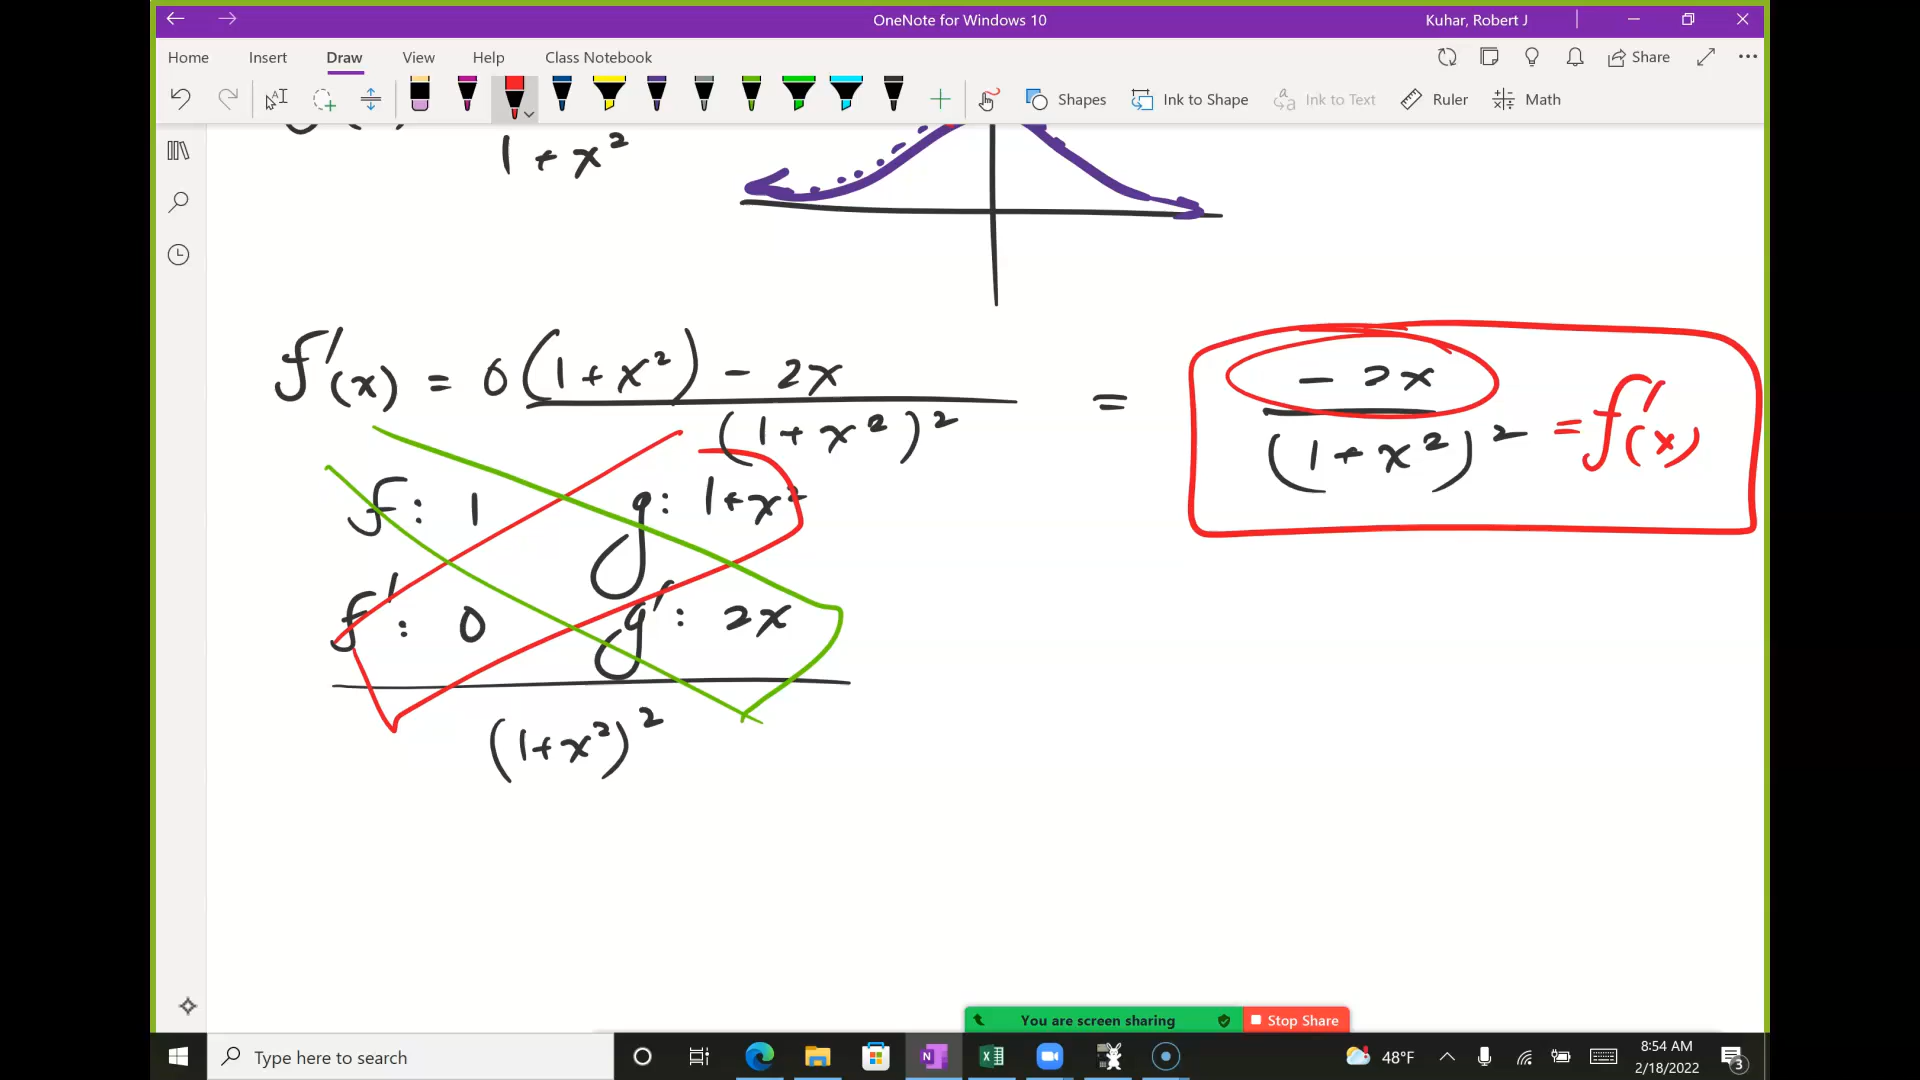 OneNote for Windows 10
Kuhar, Robert J
Home Insert Draw View Help Class Notebook Share
Shapes Ink to Shape Ink to Text Ruler Math
1 + x²
f'(x) = 0(1+x²) - 2x = - 2x
(1+x²)² (1+x²)² = f'(x)
f: 1 g: 1+x²
f': 0 g': 2x
(1+x²)²
You are screen sharing Stop Share
Type here to search
48°F
8:54 AM
2/18/2022
3